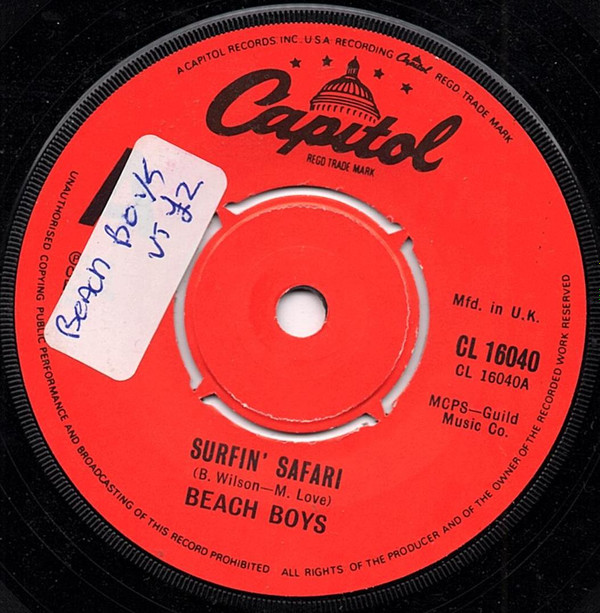 A CAPITOL RECORDS INC. U.S.A RECORDING Capitol REGD TRADE MARK
Capitol
REGD TRADE MARK
BEACH BOYS
£2
Mfd. in U.K.
CL 16040
CL 16040A
MCPS—Guild
Music Co.
SURFIN' SAFARI
(B. Wilson—M. Love)
BEACH BOYS
UNAUTHORISED COPYING PUBLIC PERFORMANCE AND BROADCASTING OF THIS RECORD PROHIBITED ALL RIGHTS OF THE PRODUCER AND OF THE OWNER OF THE RECORDED WORK RESERVED